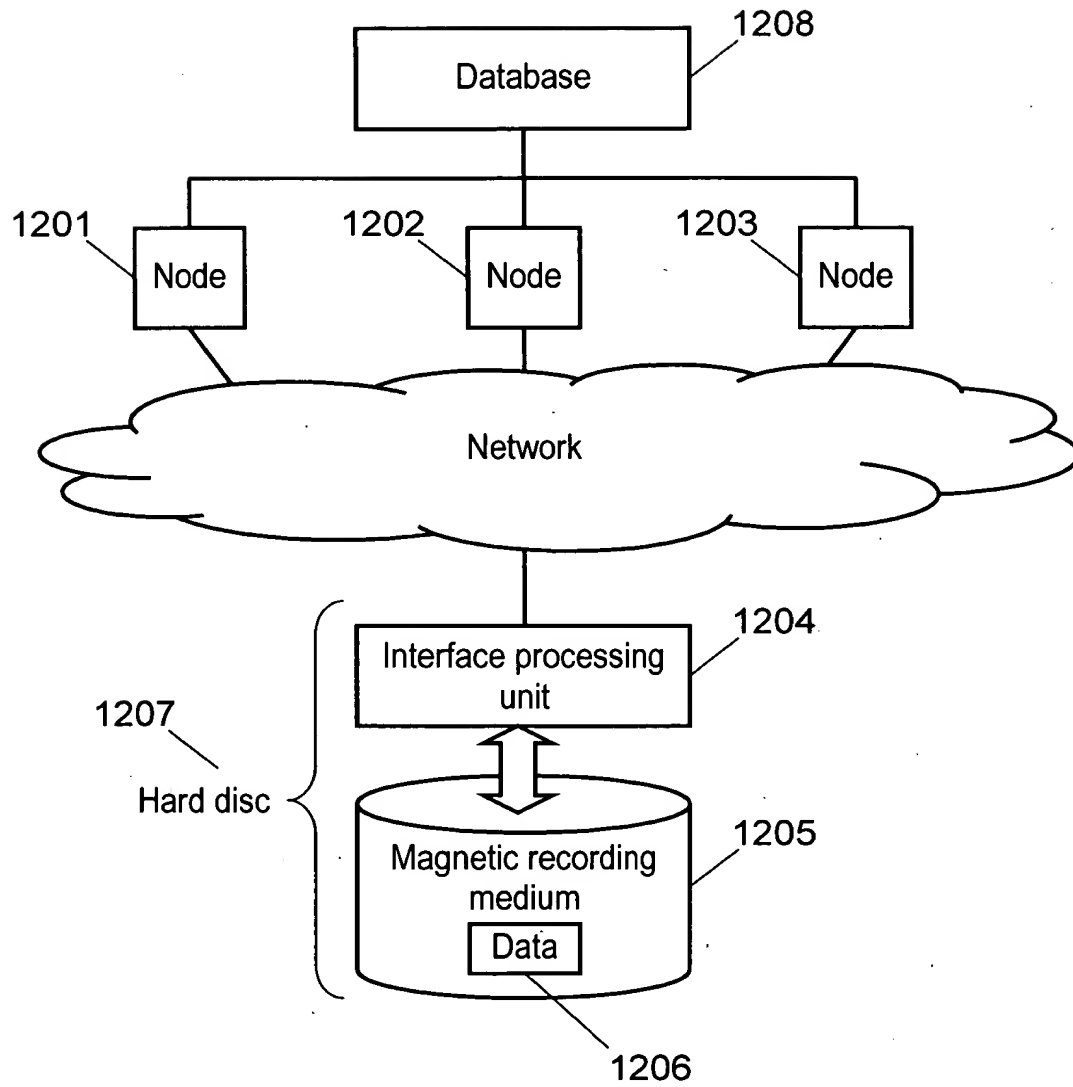 1208
Database
1201
1202
1203
Node
Node
Node
Network
1204
Interface processing
unit
1207
Hard disc
1205
Magnetic recording
medium
Data
1206